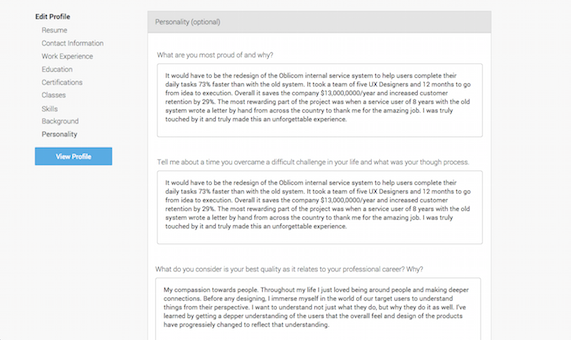 Edit Profile
Resume
Contact Information
Work Experience
Education
Certifications
Classes
Skills
Background
Personality
View Profile
Personality (optional)
What are you most proud of and why?
It would have to be the redesign of the Oblicom internal service system to help users complete their
daily tasks 73% faster than with the old system. It took a team of five UX Designers and 12 months to go
from idea to execution. Overall it saves the company $13,000,0000/year and increased customer
retention by 29%. The most rewarding part of the project was when a service user of 8 years with the old
system wrote a letter by hand from across the country to thank me for the amazing job. I was truly
touched by it and truly made this an unforgettable experience.
Tell me about a time you overcame a difficult challenge in your life and what was your though process.
It would have to be the redesign of the Oblicom internal service system to help users complete their
daily tasks 73% faster than with the old system. It took a team of five UX Designers and 12 months to go
from idea to execution. Overall it saves the company $13,000,0000/year and increased customer
retention by 29%. The most rewarding part of the project was when a service user of 8 years with the old
system wrote a letter by hand from across the country to thank me for the amazing job. I was truly
touched by it and truly made this an unforgettable experience.
What do you consider is your best quality as it relates to your professional career? Why?
My compassion towards people. Throughout my life I just loved being around people and making deeper
connections. Before any designing, I immerse myself in the world of our target users to understand
things from their perspective. I want to understand not just what they do, but why they do it as well. I've
learned by getting a depper understanding of the users that the overall feel and design of the products
have progressiely changed to reflect that understanding.